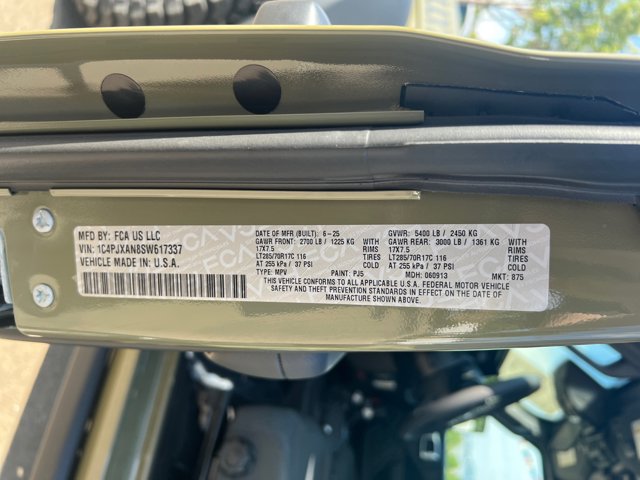 MFD BY: FCA US LLC
VIN: 1C4PJXAN8SW617337
VEHICLE MADE IN: U.S.A.
DATE OF MFR (BUILT): 6-25 GVWR: 5400 LB / 2450 KG
GAWR FRONT: 2700 LB / 1225 KG WITH GAWR REAR: 3000 LB / 1361 KG WITH
17X7.5 RIMS 17X7.5 RIMS
LT285/70R17C 116 TIRES LT285/70R17C 116 TIRES
AT 255 kPa / 37 PSI COLD AT 255 kPa / 37 PSI COLD
TYPE: MPV PAINT: PJ5 MDH: 060913 MKT: 875
THIS VEHICLE CONFORMS TO ALL APPLICABLE U.S.A. FEDERAL MOTOR VEHICLE
SAFETY AND THEFT PREVENTION STANDARDS IN EFFECT ON THE DATE OF
MANUFACTURE SHOWN ABOVE.